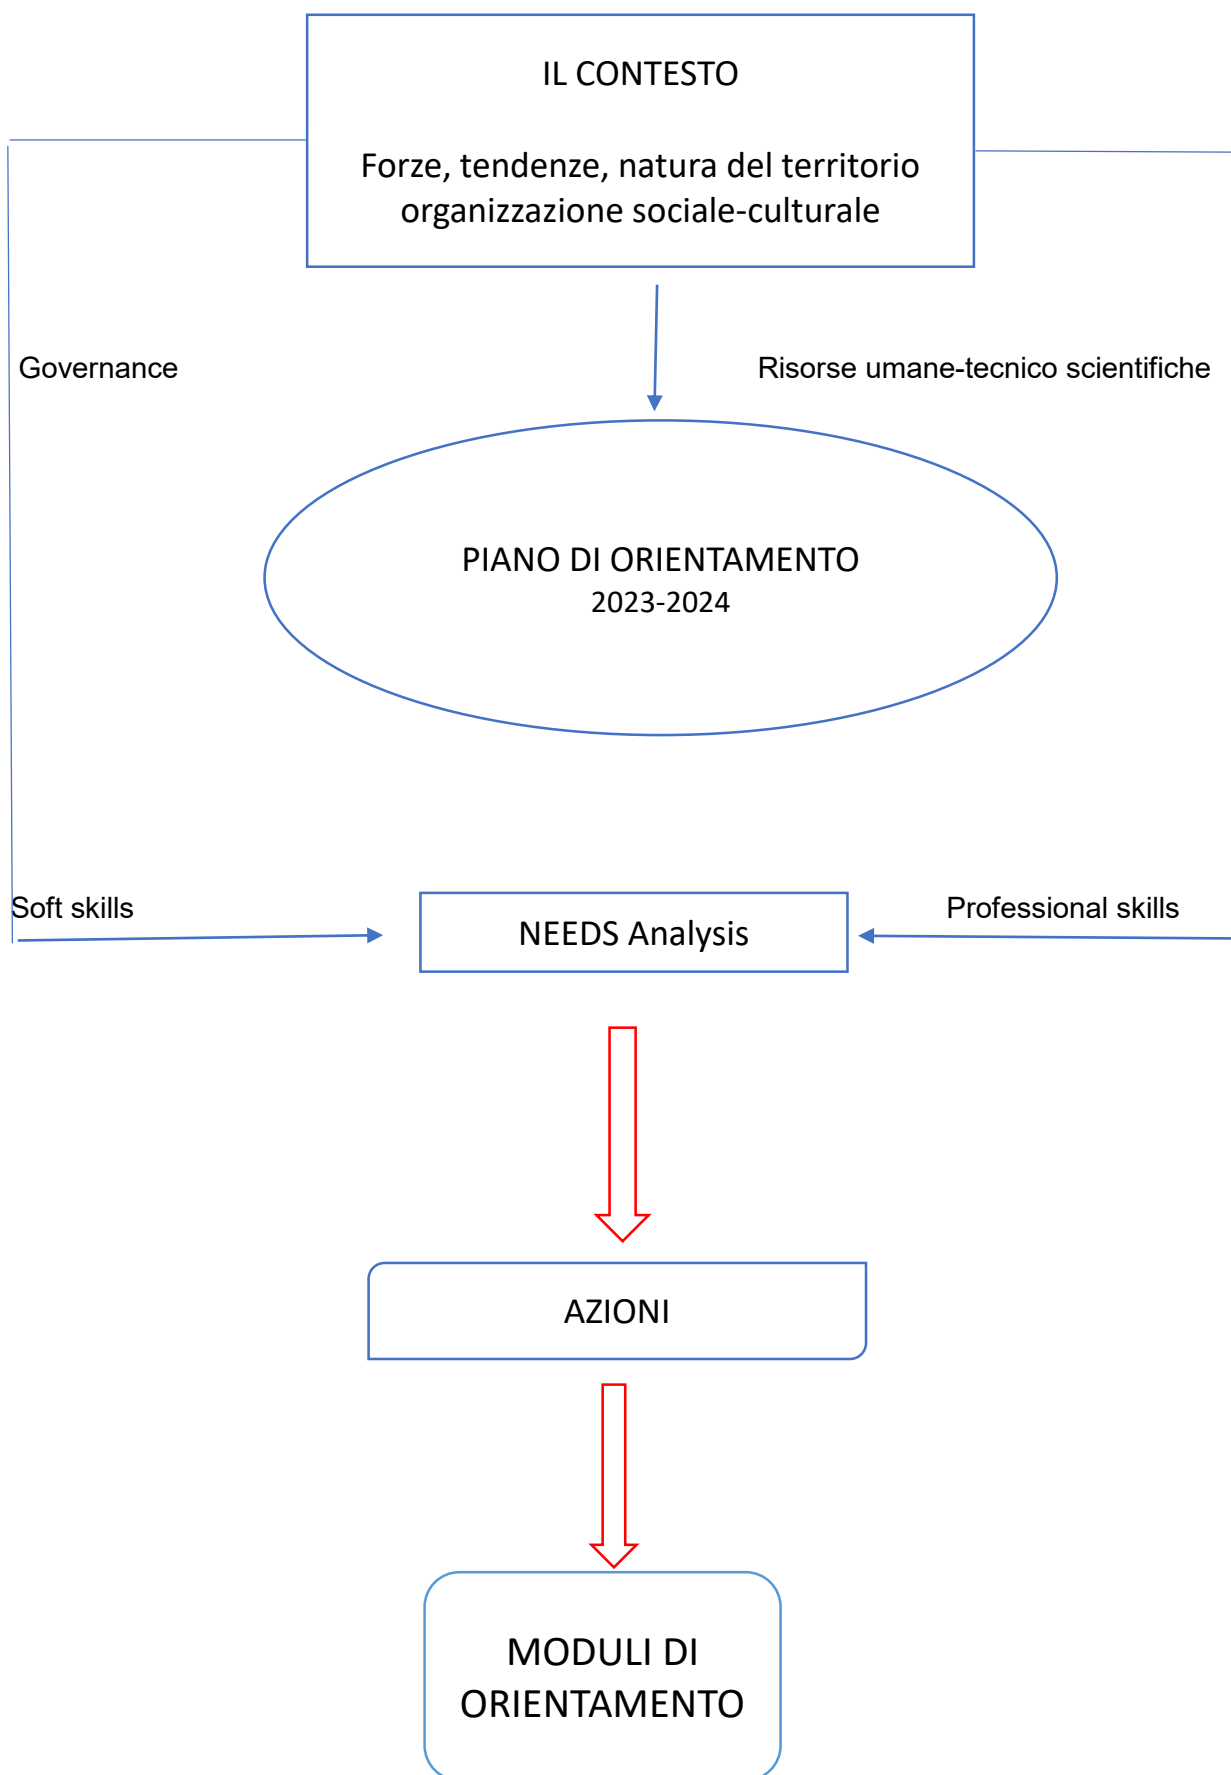 IL CONTESTO
Forze, tendenze, natura del territorio
organizzazione sociale-culturale
Governance
Risorse umane-tecnico scientifiche
PIANO DI ORIENTAMENTO
2023-2024
Soft skills
NEEDS Analysis
Professional skills
AZIONI
MODULI DI
ORIENTAMENTO